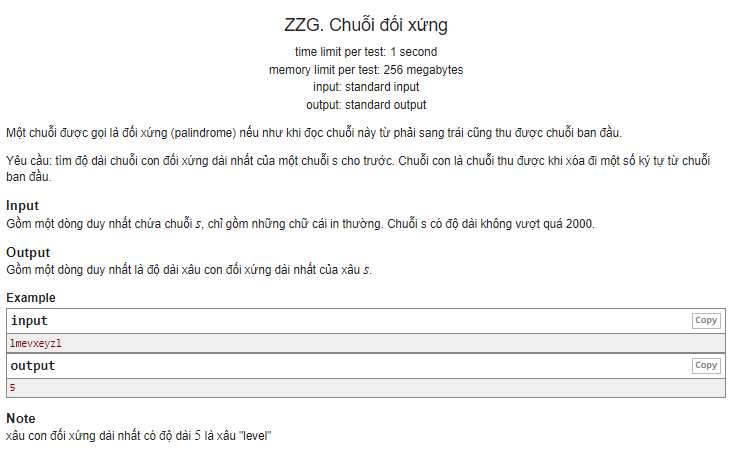 ZZG. Chuỗi đối xứng
time limit per test: 1 second
memory limit per test: 256 megabytes
input: standard input
output: standard output
Một chuỗi được gọi là đối xứng (palindrome) nếu như khi đọc chuỗi này từ phải sang trái cũng thu được chuỗi ban đầu.
Yêu cầu: tìm độ dài chuỗi con đối xứng dài nhất của một chuỗi s cho trước. Chuỗi con là chuỗi thu được khi xóa đi một số ký tự từ chuỗi
ban đầu.
Input
Gồm một dòng duy nhất chứa chuỗi s, chỉ gồm những chữ cái in thường. Chuỗi s có độ dài không vượt quá 2000.
Output
Gồm một dòng duy nhất là độ dài xâu con đối xứng dài nhất của xâu s.
Example
input Copy
lmevxeyzl
output Copy
5
Note
xâu con đối xứng dài nhất có độ dài 5 là xâu "level"